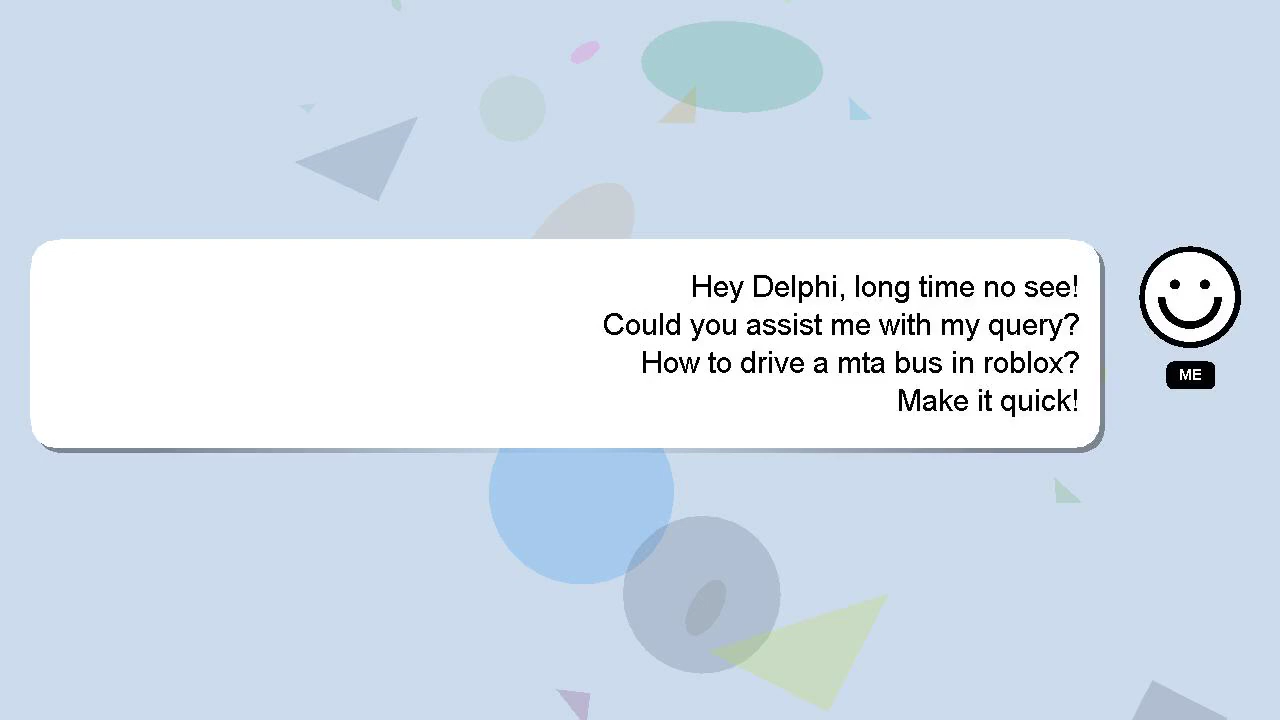 Hey Delphi, long time no see!
Could you assist me with my query?
How to drive a mta bus in roblox?
Make it quick!
ME